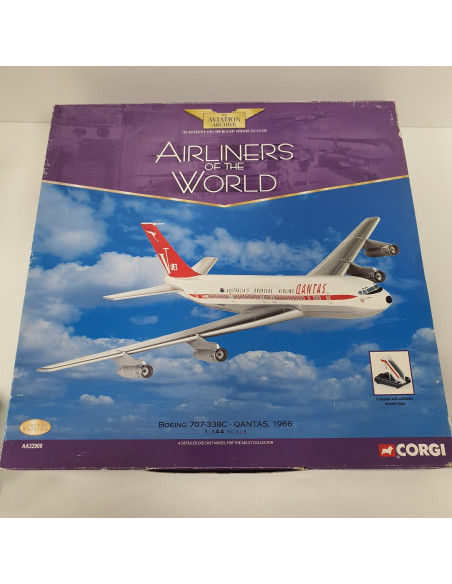 THE
AVIATION
ARCHIVE
AIRLINERS
OF THE
WORLD
V
JET
AUSTRALIA'S OVERSEAS AIRLINE QANTAS
BOEING 707-338C - QANTAS, 1966
1:144 SCALE
A DETAILED DIE CAST MODEL FOR THE ADULT COLLECTOR
AA32909
CORGI